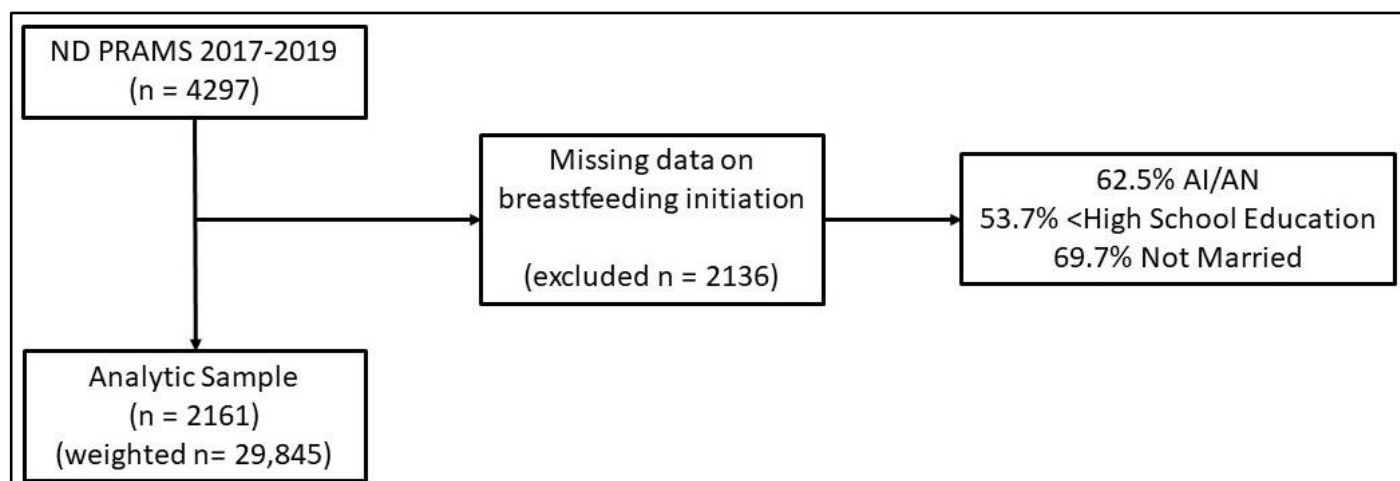 ND PRAMS 2017-2019
(n = 4297)
Missing data on
breastfeeding initiation
(excluded n = 2136)
62.5% AI/AN
53.7% <High School Education
69.7% Not Married
Analytic Sample
(n = 2161)
(weighted n= 29,845)